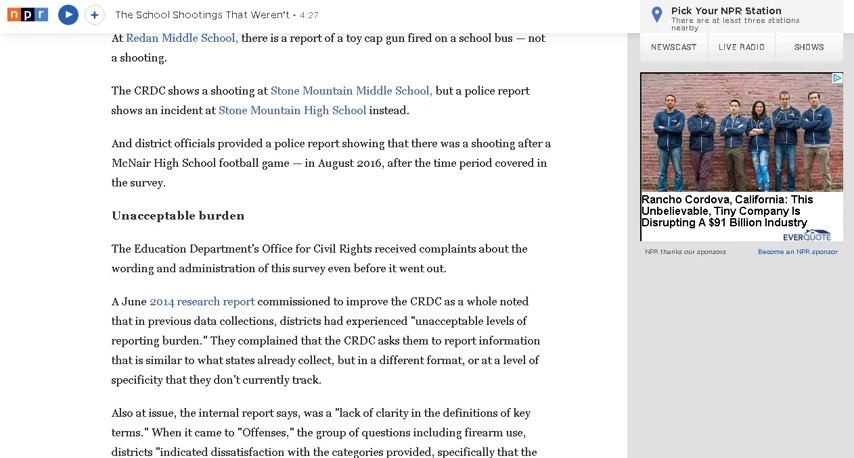 npr
The School Shootings That Weren't • 4:27
Pick Your NPR Station
There are at least three stations
nearby
NEWSCAST
LIVE RADIO
SHOWS
At Redan Middle School, there is a report of a toy cap gun fired on a school bus — not
a shooting.
The CRDC shows a shooting at Stone Mountain Middle School, but a police report
shows an incident at Stone Mountain High School instead.
And district officials provided a police report showing that there was a shooting after a
McNair High School football game — in August 2016, after the time period covered in
the survey.
Unacceptable burden
The Education Department's Office for Civil Rights received complaints about the
wording and administration of this survey even before it went out.
A June 2014 research report commissioned to improve the CRDC as a whole noted
that in previous data collections, districts had experienced "unacceptable levels of
reporting burden." They complained that the CRDC asks them to report information
that is similar to what states already collect, but in a different format, or at a level of
specificity that they don't currently track.
Also at issue, the internal report says, was a "lack of clarity in the definitions of key
terms." When it came to "Offenses," the group of questions including firearm use,
districts "indicated dissatisfaction with the categories provided, specifically that the
Rancho Cordova, California: This
Unbelievable, Tiny Company Is
Disrupting A $91 Billion Industry
EVERQUOTE
NPR thanks our sponsors
Become an NPR sponsor